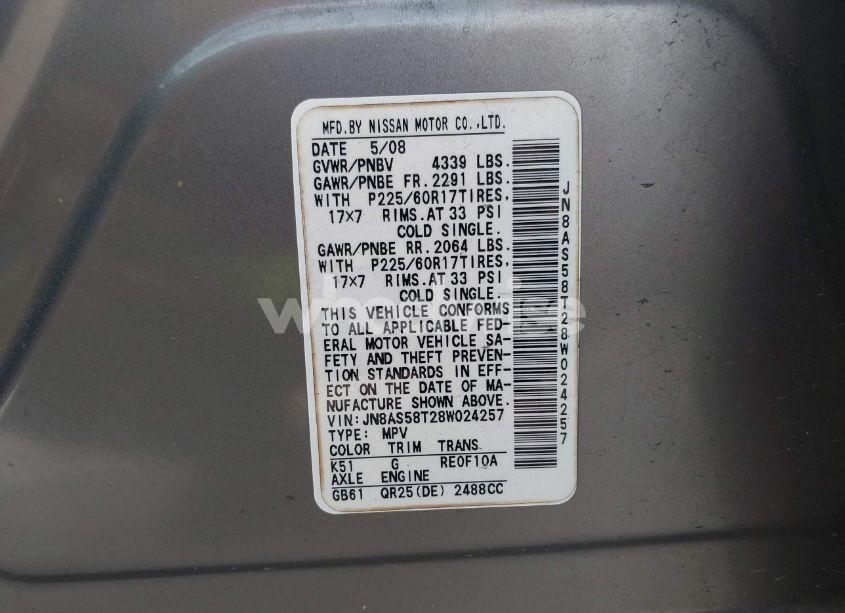 MFD.BY NISSAN MOTOR CO.,LTD.
DATE 5/08
GVWR/PNBV 4339 LBS.
GAWR/PNBE FR.2291 LBS.
WITH P225/60R17TIRES,
17×7 RIMS.AT 33 PSI
COLD SINGLE.
GAWR/PNBE RR.2064 LBS.
WITH P225/60R17TIRES,
17×7 RIMS.AT 33 PSI
COLD SINGLE.
THIS VEHICLE CONFORMS
TO ALL APPLICABLE FED-
ERAL MOTOR VEHICLE SA-
FETY AND THEFT PREVEN-
TION STANDARDS IN EFF-
ECT ON THE DATE OF MA-
NUFACTURE SHOWN ABOVE.
VIN:JN8AS58T28W024257
TYPE: MPV
COLOR TRIM TRANS
K51 G RE0F10A
AXLE ENGINE
GB61 QR25(DE) 2488CC
JN8AS58T28W024257